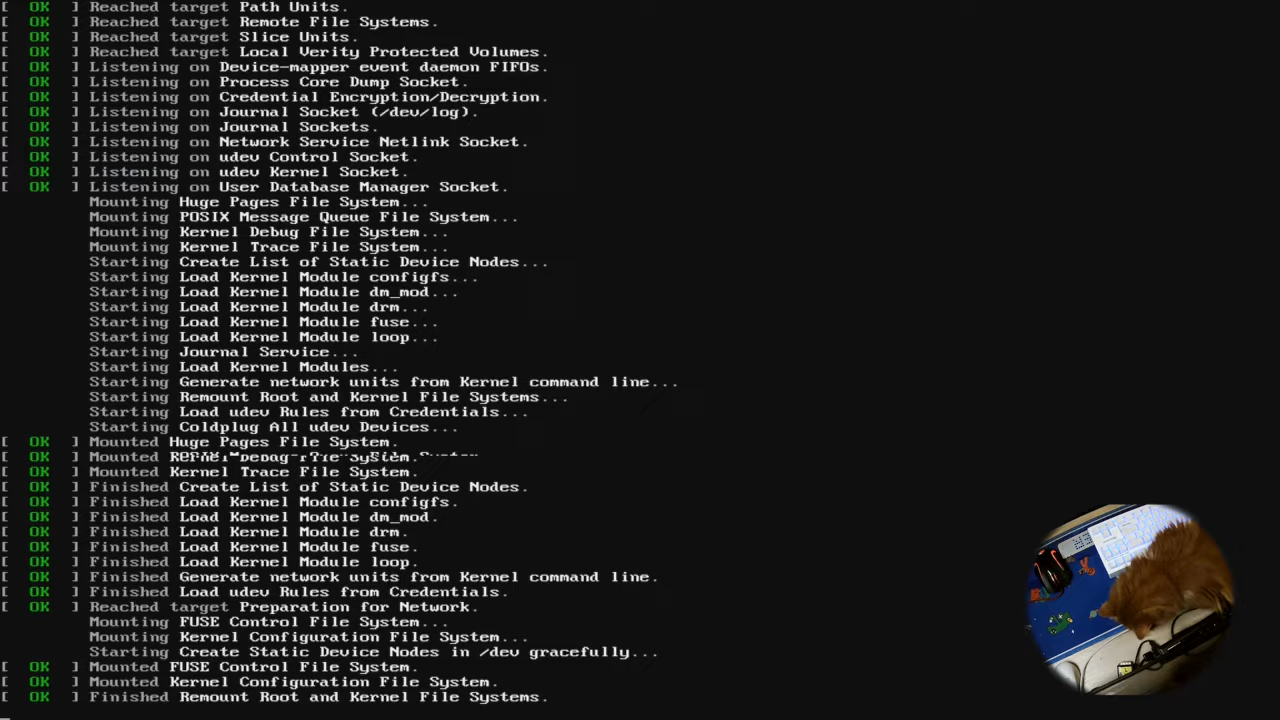 [ OK ] Reached target Path Units.
[ OK ] Reached target Remote File Systems.
[ OK ] Reached target Slice Units.
[ OK ] Reached target Local Verity Protected Volumes.
[ OK ] Listening on Device-mapper event daemon FIFOs.
[ OK ] Listening on Process Core Dump Socket.
[ OK ] Listening on Credential Encryption/Decryption.
[ OK ] Listening on Journal Socket (/dev/log).
[ OK ] Listening on Journal Sockets.
[ OK ] Listening on Network Service Netlink Socket.
[ OK ] Listening on udev Control Socket.
[ OK ] Listening on udev Kernel Socket.
[ OK ] Listening on User Database Manager Socket.
Mounting Huge Pages File System...
Mounting POSIX Message Queue File System...
Mounting Kernel Debug File System...
Mounting Kernel Trace File System...
Starting Create List of Static Device Nodes...
Starting Load Kernel Module configfs...
Starting Load Kernel Module dm_mod...
Starting Load Kernel Module drm...
Starting Load Kernel Module fuse...
Starting Load Kernel Module loop...
Starting Journal Service...
Starting Load Kernel Modules...
Starting Generate network units from Kernel command line...
Starting Remount Root and Kernel File Systems...
Starting Load udev Rules from Credentials...
Starting Coldplug All udev Devices...
[ OK ] Mounted Huge Pages File System.
[ OK ] Mounted
[ OK ] Mounted Kernel Trace File System.
[ OK ] Finished Create List of Static Device Nodes.
[ OK ] Finished Load Kernel Module configfs.
[ OK ] Finished Load Kernel Module dm_mod.
[ OK ] Finished Load Kernel Module drm.
[ OK ] Finished Load Kernel Module fuse.
[ OK ] Finished Load Kernel Module loop.
[ OK ] Finished Generate network units from Kernel command line.
[ OK ] Finished Load udev Rules from Credentials.
[ OK ] Reached target Preparation for Network.
Mounting FUSE Control File System...
Mounting Kernel Configuration File System...
Starting Create Static Device Nodes in /dev gracefully...
[ OK ] Mounted FUSE Control File System.
[ OK ] Mounted Kernel Configuration File System.
[ OK ] Finished Remount Root and Kernel File Systems.